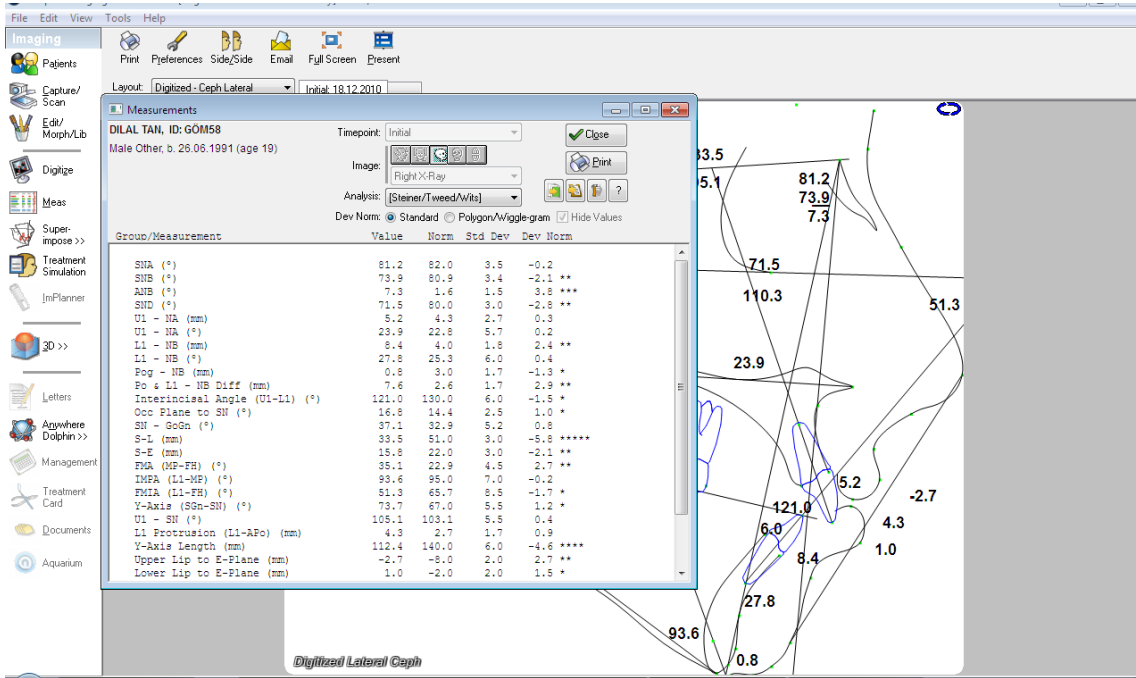 File Edit View Tools Help
Imaging
Patients
Capture/
Scan
Edit/
Morph/Lib
Digitize
Meas
Super-
impose >>
Treatment
Simulation
ImPlanner
3D >>
Letters
Anywhere
Dolphin >>
Management
Treatment
Card
Documents
Aquarium
Print Preferences Side/Side Email Full Screen Present
Layout: Digitized - Ceph Lateral Initial: 18.12.2010
Measurements
DILAL TAN, ID: GÖM58
Male Other, b. 26.06.1991 (age 19)
Timepoint: Initial
Close
Image:
Right X-Ray
Print
Analysis: [Steiner/Tweed/Wits]
?
Dev Norm: Standard Polygon/Wiggle-gram Hide Values
Group/Measurement Value Norm Std Dev Dev Norm
SNA (º) 81.2 82.0 3.5 -0.2
SNB (º) 73.9 80.9 3.4 -2.1 **
ANB (º) 7.3 1.6 1.5 3.8 ***
SND (º) 71.5 80.0 3.0 -2.8 **
U1 - NA (mm) 5.2 4.3 2.7 0.3
U1 - NA (º) 23.9 22.8 5.7 0.2
L1 - NB (mm) 8.4 4.0 1.8 2.4 **
L1 - NB (º) 27.8 25.3 6.0 0.4
Pog - NB (mm) 0.8 3.0 1.7 -1.3 *
Po & L1 - NB Diff (mm) 7.6 2.6 1.7 2.9 **
Interincisal Angle (U1-L1) (º) 121.0 130.0 6.0 -1.5 *
Occ Plane to SN (º) 16.8 14.4 2.5 1.0 *
SN - GoGn (º) 37.1 32.9 5.2 0.8
S-L (mm) 33.5 51.0 3.0 -5.8 *****
S-E (mm) 15.8 22.0 3.0 -2.1 **
FMA (MP-FH) (º) 35.1 22.9 4.5 2.7 **
IMPA (L1-MP) (º) 93.6 95.0 7.0 -0.2
FMIA (L1-FH) (º) 51.3 65.7 8.5 -1.7 *
Y-Axis (SGn-SN) (º) 73.7 67.0 5.5 1.2 *
U1 - SN (º) 105.1 103.1 5.5 0.4
L1 Protrusion (L1-APo) (mm) 4.3 2.7 1.7 0.9
Y-Axis Length (mm) 112.4 140.0 6.0 -4.6 ****
Upper Lip to E-Plane (mm) -2.7 -8.0 2.0 2.7 **
Lower Lip to E-Plane (mm) 1.0 -2.0 2.0 1.5 *
33.5
5.1
81.2
73.9
7.3
71.5
110.3
51.3
23.9
5.2
-2.7
121.0
4.3
6.0
1.0
8.4
27.8
93.6
0.8
Digitized Lateral Ceph